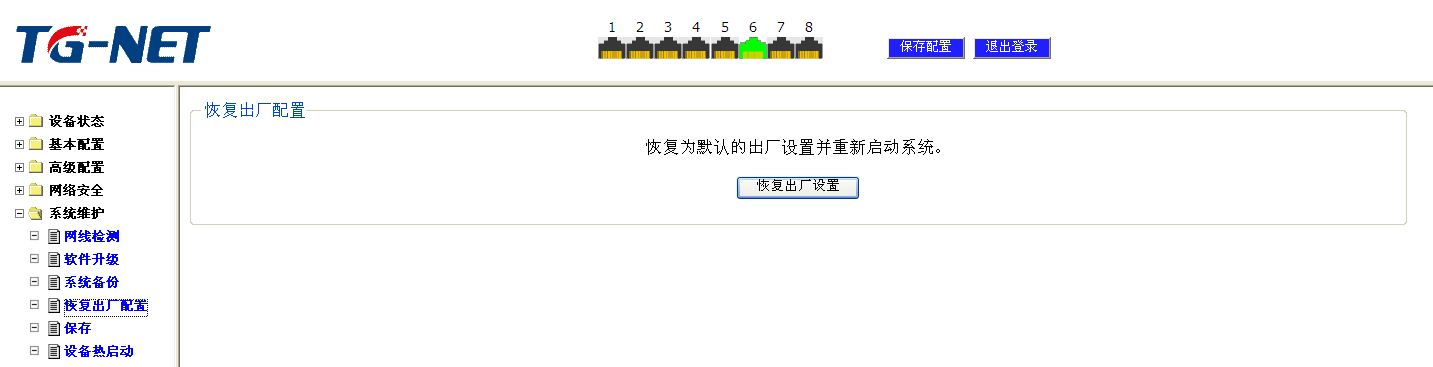 TG-NET
1 2 3 4 5 6 7 8
保存配置 退出登录
设备状态
基本配置
高级配置
网络安全
系统维护
网线检测
软件升级
系统备份
恢复出厂配置
保存
设备热启动
恢复出厂配置
恢复为默认的出厂设置并重新启动系统。
恢复出厂设置